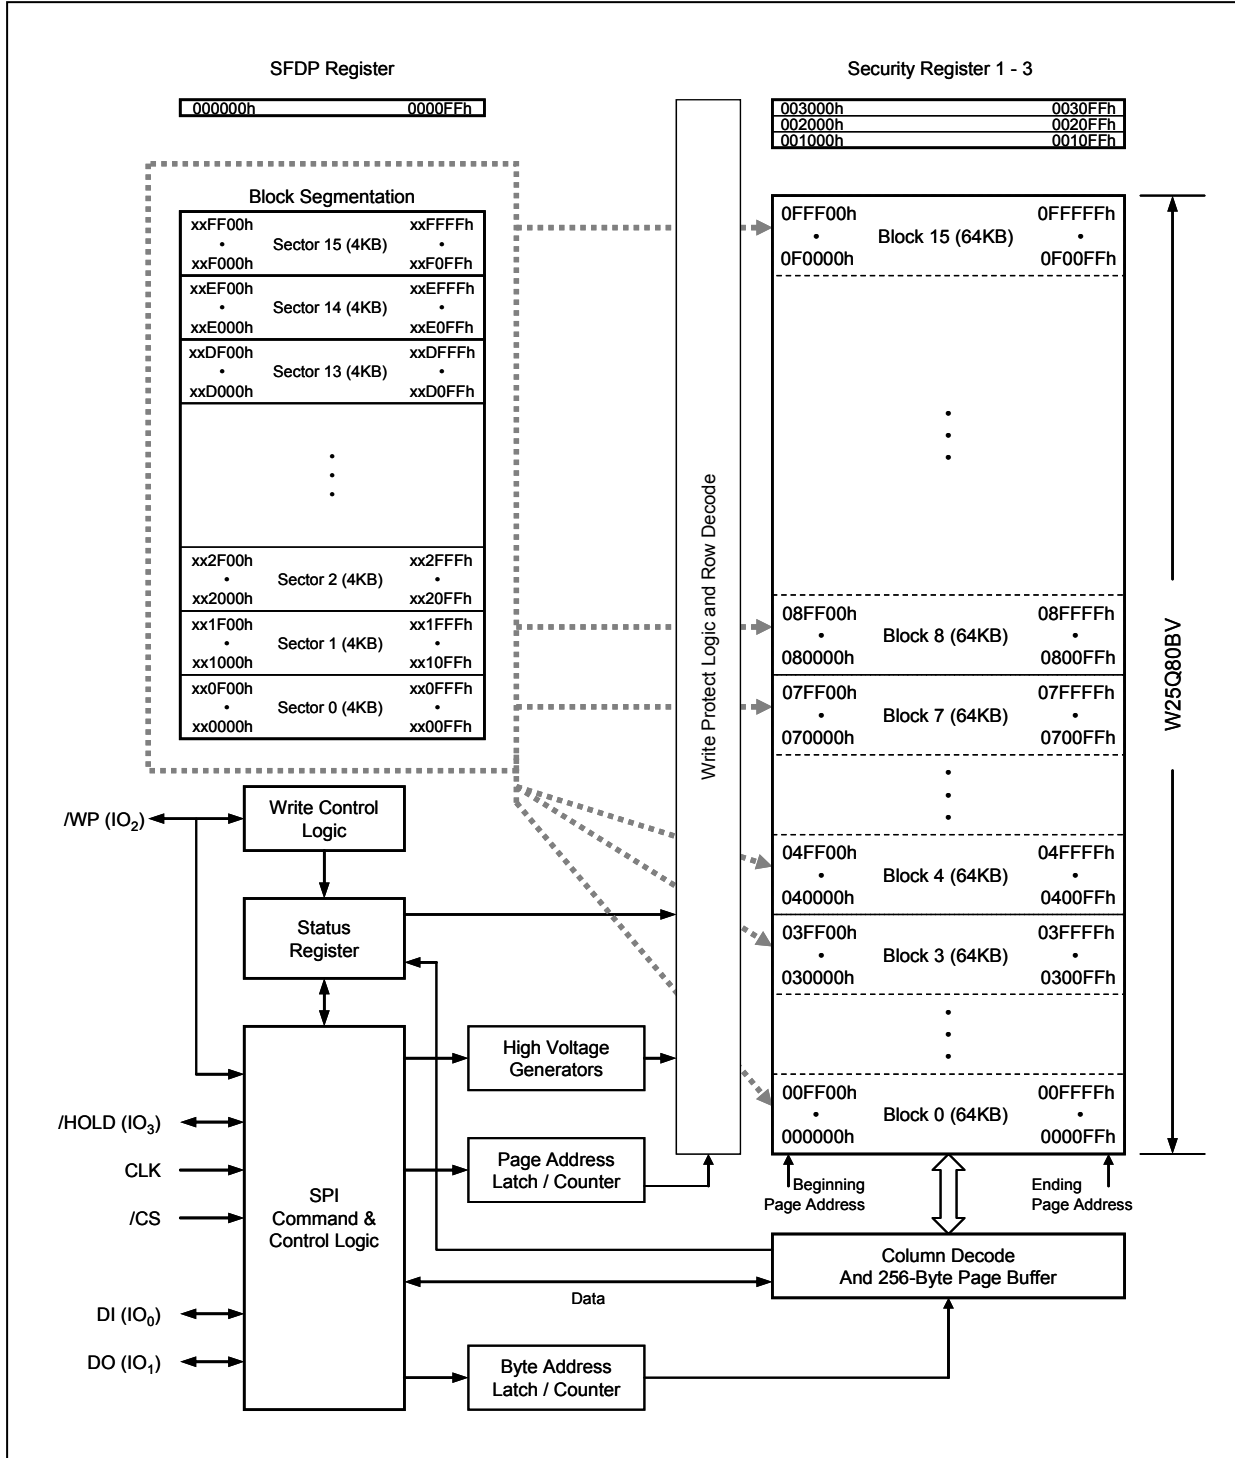 SFDP Register
000000h 0000FFh
Security Register 1 - 3
003000h 0030FFh
002000h 0020FFh
001000h 0010FFh
Block Segmentation
xxFF00h xxFFFFh
• Sector 15 (4KB) •
xxF000h xxF0FFh
xxEF00h xxEFFFh
• Sector 14 (4KB) •
xxE000h xxE0FFh
xxDF00h xxDFFFh
• Sector 13 (4KB) •
xxD000h xxD0FFh
xx2F00h xx2FFFh
• Sector 2 (4KB) •
xx2000h xx20FFh
xx1F00h xx1FFFh
• Sector 1 (4KB) •
xx1000h xx10FFh
xx0F00h xx0FFFh
• Sector 0 (4KB) •
xx0000h xx00FFh
Write Protect Logic and Row Decode
0FFF00h 0FFFFFh
• Block 15 (64KB) •
0F0000h 0F00FFh
08FF00h 08FFFFh
• Block 8 (64KB) •
080000h 0800FFh
07FF00h 07FFFFh
• Block 7 (64KB) •
070000h 0700FFh
04FF00h 04FFFFh
• Block 4 (64KB) •
040000h 0400FFh
03FF00h 03FFFFh
• Block 3 (64KB) •
030000h 0300FFh
00FF00h 00FFFFh
• Block 0 (64KB) •
000000h 0000FFh
W25Q80BV
Beginning
Page Address
Ending
Page Address
/WP (IO2)
Write Control
Logic
Status
Register
High Voltage
Generators
/HOLD (IO3)
CLK
/CS
Page Address
Latch / Counter
SPI
Command &
Control Logic
Column Decode
And 256-Byte Page Buffer
Data
DI (IO0)
DO (IO1)
Byte Address
Latch / Counter